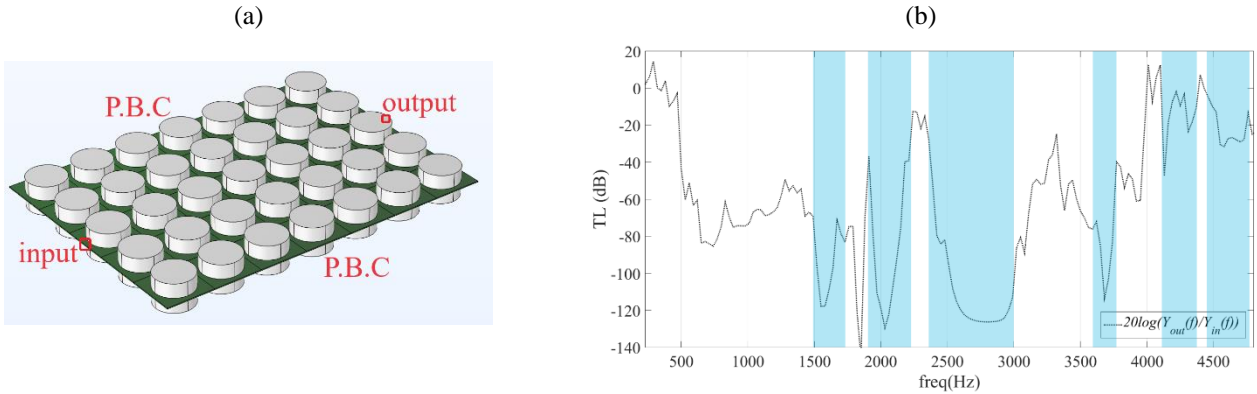 (a)
P.B.C
output
input
P.B.C
(b)
20
0
-20
-40
-60
-80
-100
-120
-140
TL (dB)
500 1000 1500 2000 2500 3000 3500 4000 4500
freq(Hz)
20log(Y_out(f)/Y_in(f))